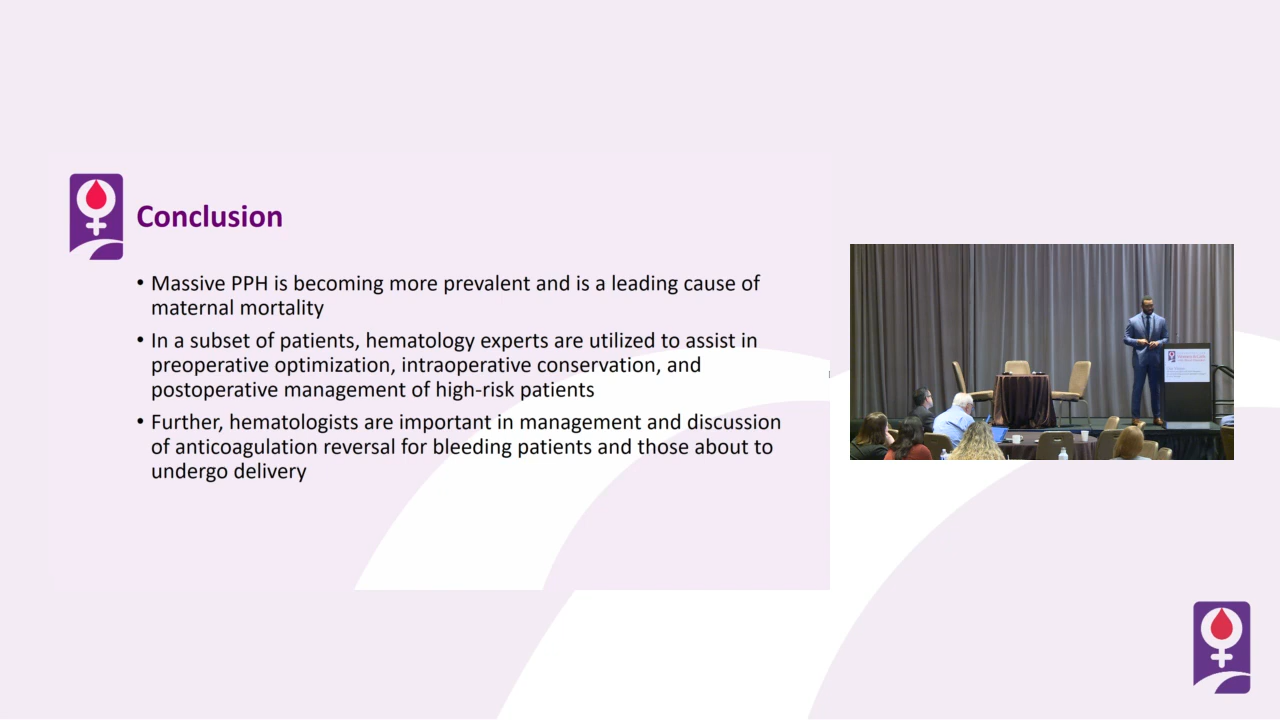 Conclusion
• Massive PPH is becoming more prevalent and is a leading cause of
maternal mortality
• In a subset of patients, hematology experts are utilized to assist in
preoperative optimization, intraoperative conservation, and
postoperative management of high-risk patients
• Further, hematologists are important in management and discussion
of anticoagulation reversal for bleeding patients and those about to
undergo delivery